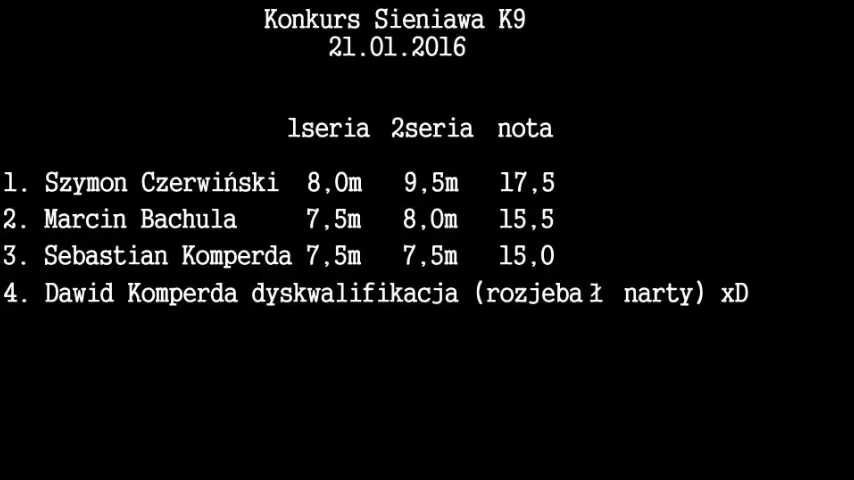 Konkurs Sieniawa K9
21.01.2016
1seria 2seria nota
1. Szymon Czerwiński 8,0m 9,5m 17,5
2. Marcin Bachula 7,5m 8,0m 15,5
3. Sebastian Komperda 7,5m 7,5m 15,0
4. Dawid Komperda dyskwalifikacja (rozjebał narty) xD